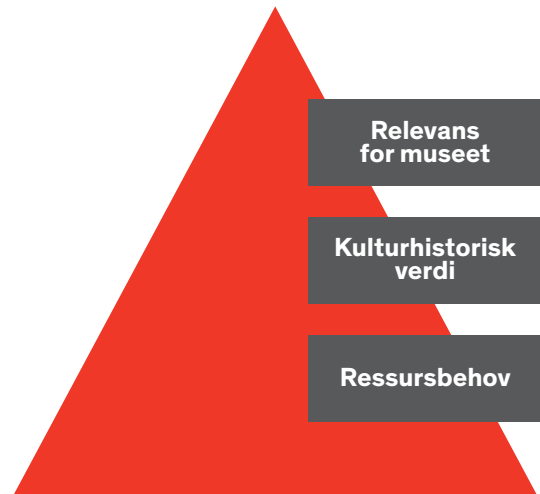 Relevans
for museet
Kulturhistorisk
verdi
Ressursbehov